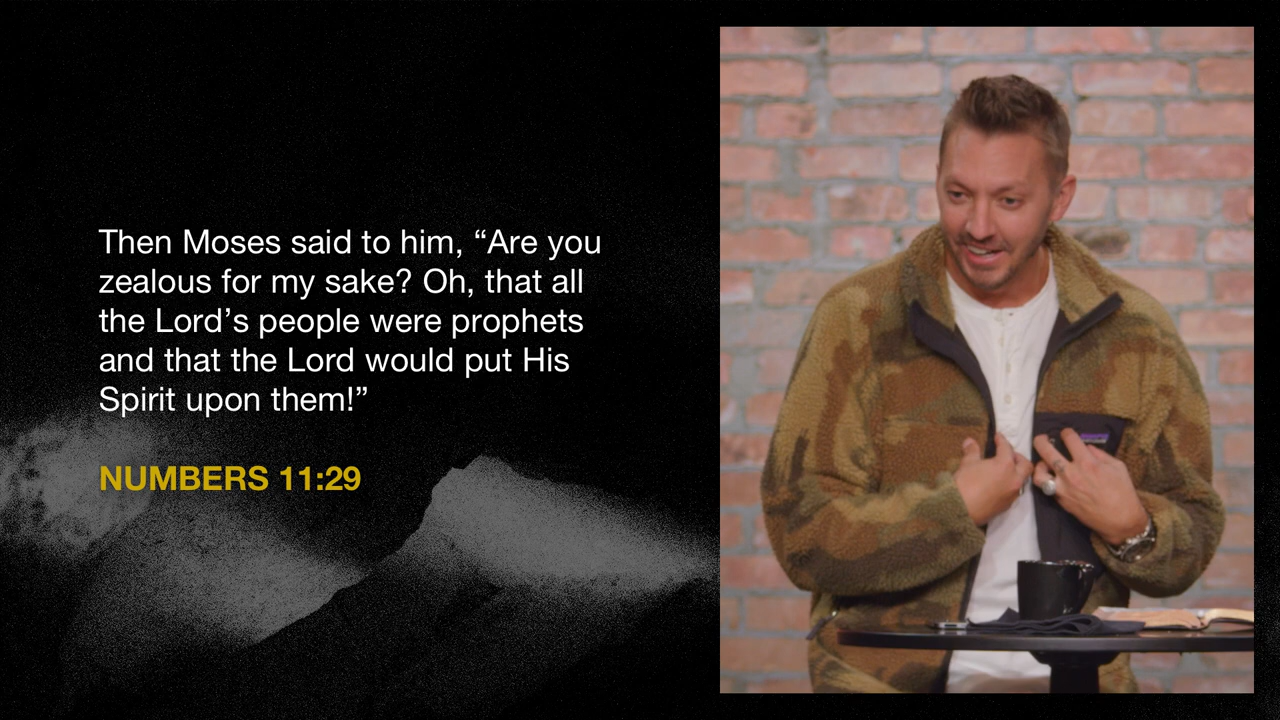 Then Moses said to him, “Are you
zealous for my sake? Oh, that all
the Lord’s people were prophets
and that the Lord would put His
Spirit upon them!”
NUMBERS 11:29